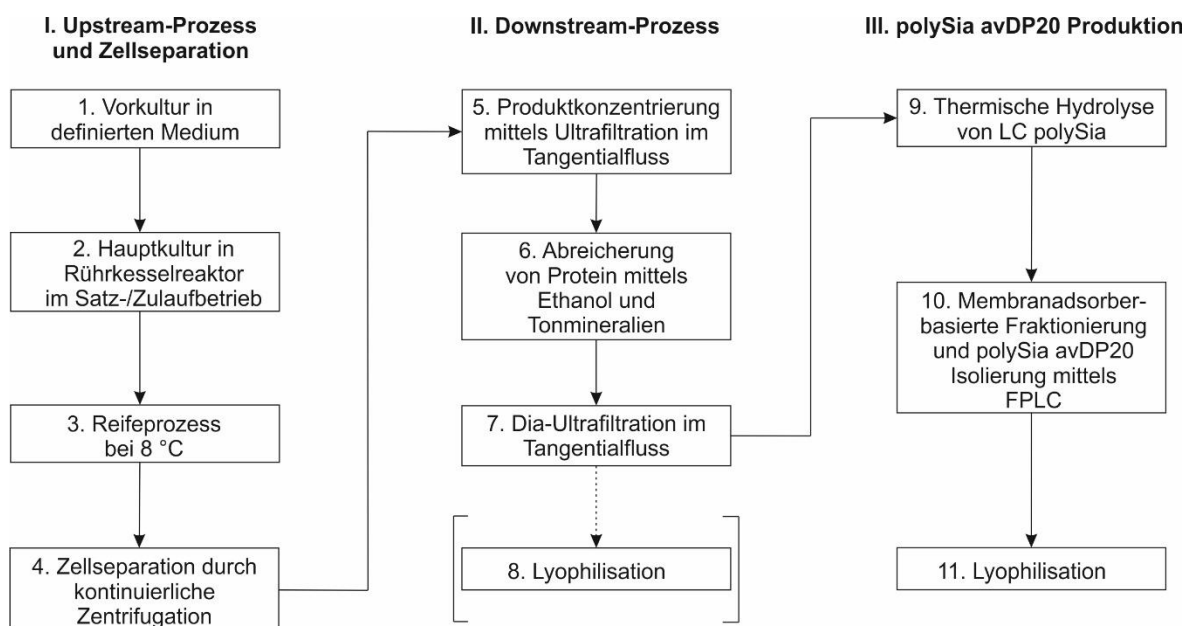 I. Upstream-Prozess
und Zellseparation
1. Vorkultur in
definierten Medium
2. Hauptkultur in
Rührkesselreaktor
im Satz-/Zulaufbetrieb
3. Reifeprozess
bei 8 °C
4. Zellseparation durch
kontinuierliche
Zentrifugation
II. Downstream-Prozess
5. Produktkonzentrierung
mittels Ultrafiltration im
Tangentialfluss
6. Abreicherung
von Protein mittels
Ethanol und
Tonmineralien
7. Dia-Ultrafiltration im
Tangentialfluss
8. Lyophilisation
III. polySia avDP20 Produktion
9. Thermische Hydrolyse
von LC polySia
10. Membranadsorber-
basierte Fraktionierung
und polySia avDP20
Isolierung mittels
FPLC
11. Lyophilisation